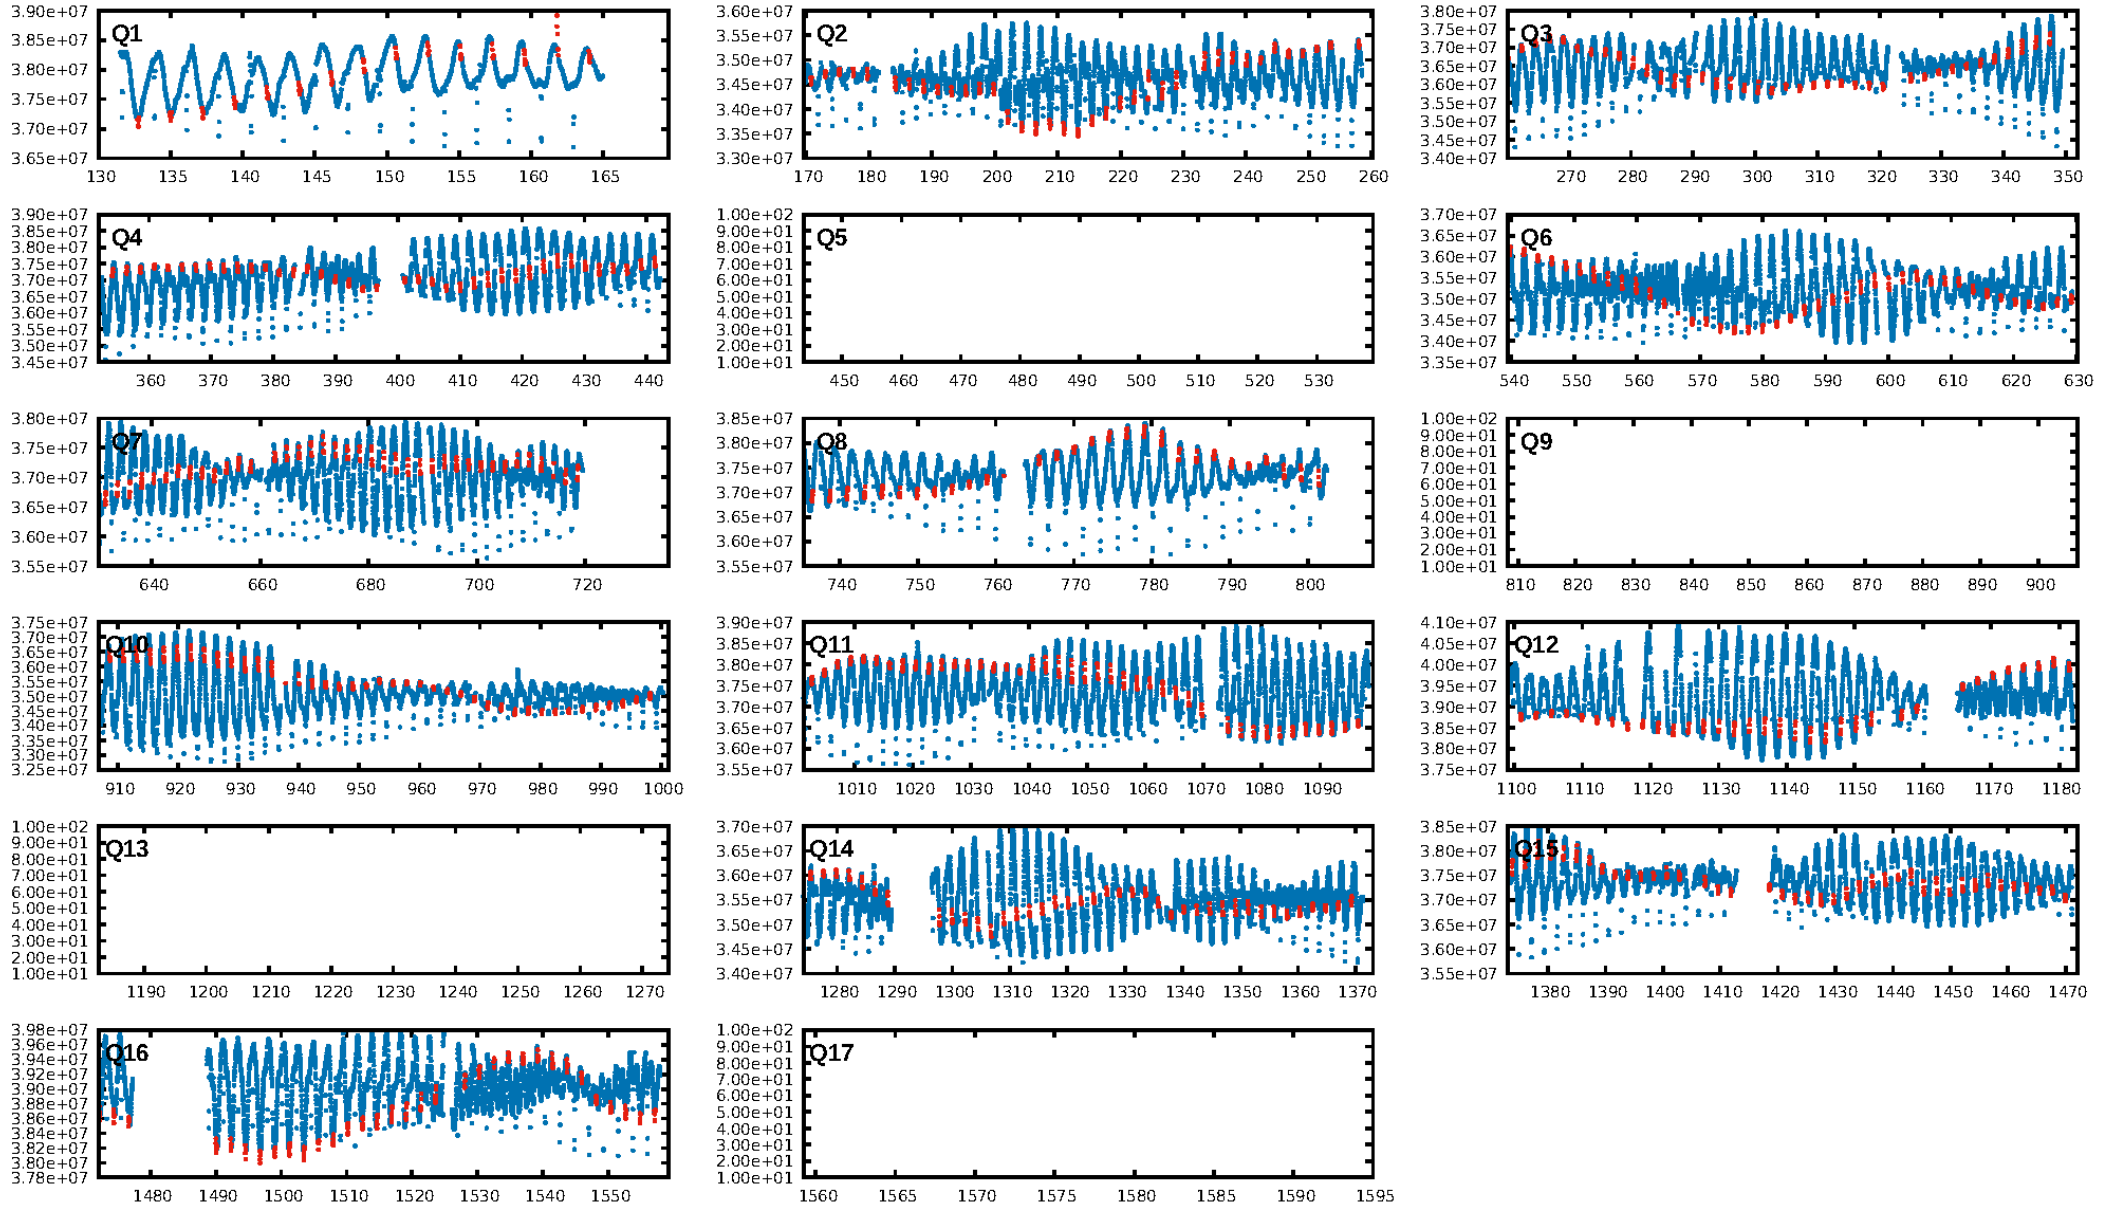 3.90e+07
3.85e+07
3.80e+07
3.75e+07
3.70e+07
3.65e+07
Q1
130 135 140 145 150 155 160 165
3.60e+07
3.55e+07
3.50e+07
3.45e+07
3.40e+07
3.35e+07
3.30e+07
Q2
170 180 190 200 210 220 230 240 250 260
3.80e+07
3.75e+07
3.70e+07
3.65e+07
3.60e+07
3.55e+07
3.50e+07
3.45e+07
3.40e+07
Q3
270 280 290 300 310 320 330 340 350
3.90e+07
3.85e+07
3.80e+07
3.75e+07
3.70e+07
3.65e+07
3.60e+07
3.55e+07
3.50e+07
3.45e+07
Q4
360 370 380 390 400 410 420 430 440
1.00e+02
9.00e+01
8.00e+01
7.00e+01
6.00e+01
5.00e+01
4.00e+01
3.00e+01
2.00e+01
1.00e+01
Q5
450 460 470 480 490 500 510 520 530
3.70e+07
3.65e+07
3.60e+07
3.55e+07
3.50e+07
3.45e+07
3.40e+07
3.35e+07
Q6
540 550 560 570 580 590 600 610 620 630
3.80e+07
3.75e+07
3.70e+07
3.65e+07
3.60e+07
3.55e+07
Q7
640 660 680 700 720
3.85e+07
3.80e+07
3.75e+07
3.70e+07
3.65e+07
3.60e+07
3.55e+07
Q8
740 750 760 770 780 790 800
1.00e+02
9.00e+01
8.00e+01
7.00e+01
6.00e+01
5.00e+01
4.00e+01
3.00e+01
2.00e+01
1.00e+01
Q9
810 820 830 840 850 860 870 880 890 900
3.75e+07
3.70e+07
3.65e+07
3.60e+07
3.55e+07
3.50e+07
3.45e+07
3.40e+07
3.35e+07
3.30e+07
3.25e+07
Q10
910 920 930 940 950 960 970 980 990 1000
3.90e+07
3.85e+07
3.80e+07
3.75e+07
3.70e+07
3.65e+07
3.60e+07
3.55e+07
Q11
1010 1020 1030 1040 1050 1060 1070 1080 1090
4.10e+07
4.05e+07
4.00e+07
3.95e+07
3.90e+07
3.85e+07
3.80e+07
3.75e+07
Q12
1100 1110 1120 1130 1140 1150 1160 1170 1180
1.00e+02
9.00e+01
8.00e+01
7.00e+01
6.00e+01
5.00e+01
4.00e+01
3.00e+01
2.00e+01
1.00e+01
Q13
1190 1200 1210 1220 1230 1240 1250 1260 1270
3.70e+07
3.65e+07
3.60e+07
3.55e+07
3.50e+07
3.45e+07
3.40e+07
Q14
1280 1290 1300 1310 1320 1330 1340 1350 1360 1370
3.85e+07
3.80e+07
3.75e+07
3.70e+07
3.65e+07
3.60e+07
3.55e+07
Q15
1380 1390 1400 1410 1420 1430 1440 1450 1460 1470
3.98e+07
3.96e+07
3.94e+07
3.92e+07
3.90e+07
3.88e+07
3.86e+07
3.84e+07
3.82e+07
3.80e+07
3.78e+07
Q16
1480 1490 1500 1510 1520 1530 1540 1550
1.00e+02
9.00e+01
8.00e+01
7.00e+01
6.00e+01
5.00e+01
4.00e+01
3.00e+01
2.00e+01
1.00e+01
Q17
1560 1565 1570 1575 1580 1585 1590 1595